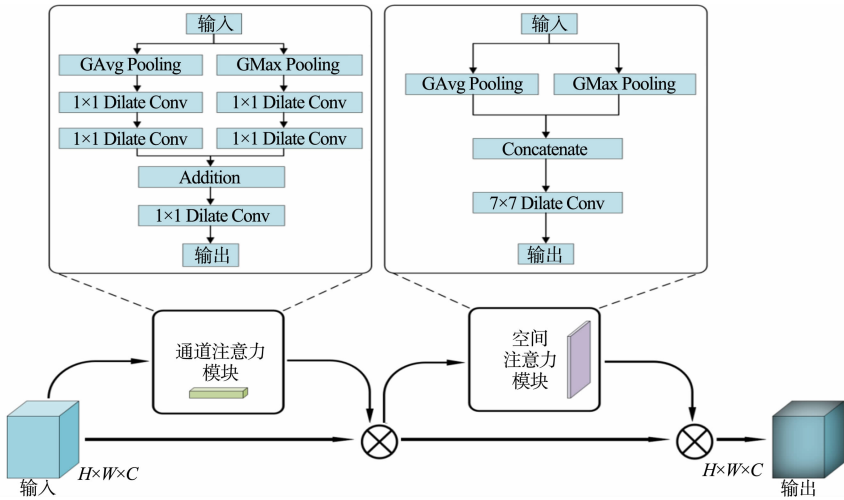 输入
GAvg Pooling
GMax Pooling
1×1 Dilate Conv
1×1 Dilate Conv
1×1 Dilate Conv
1×1 Dilate Conv
Addition
1×1 Dilate Conv
输出
输入
GAvg Pooling
GMax Pooling
Concatenate
7×7 Dilate Conv
输出
通道注意力
模块
空间
注意力
模块
输入
H×W×C
H×W×C
输出